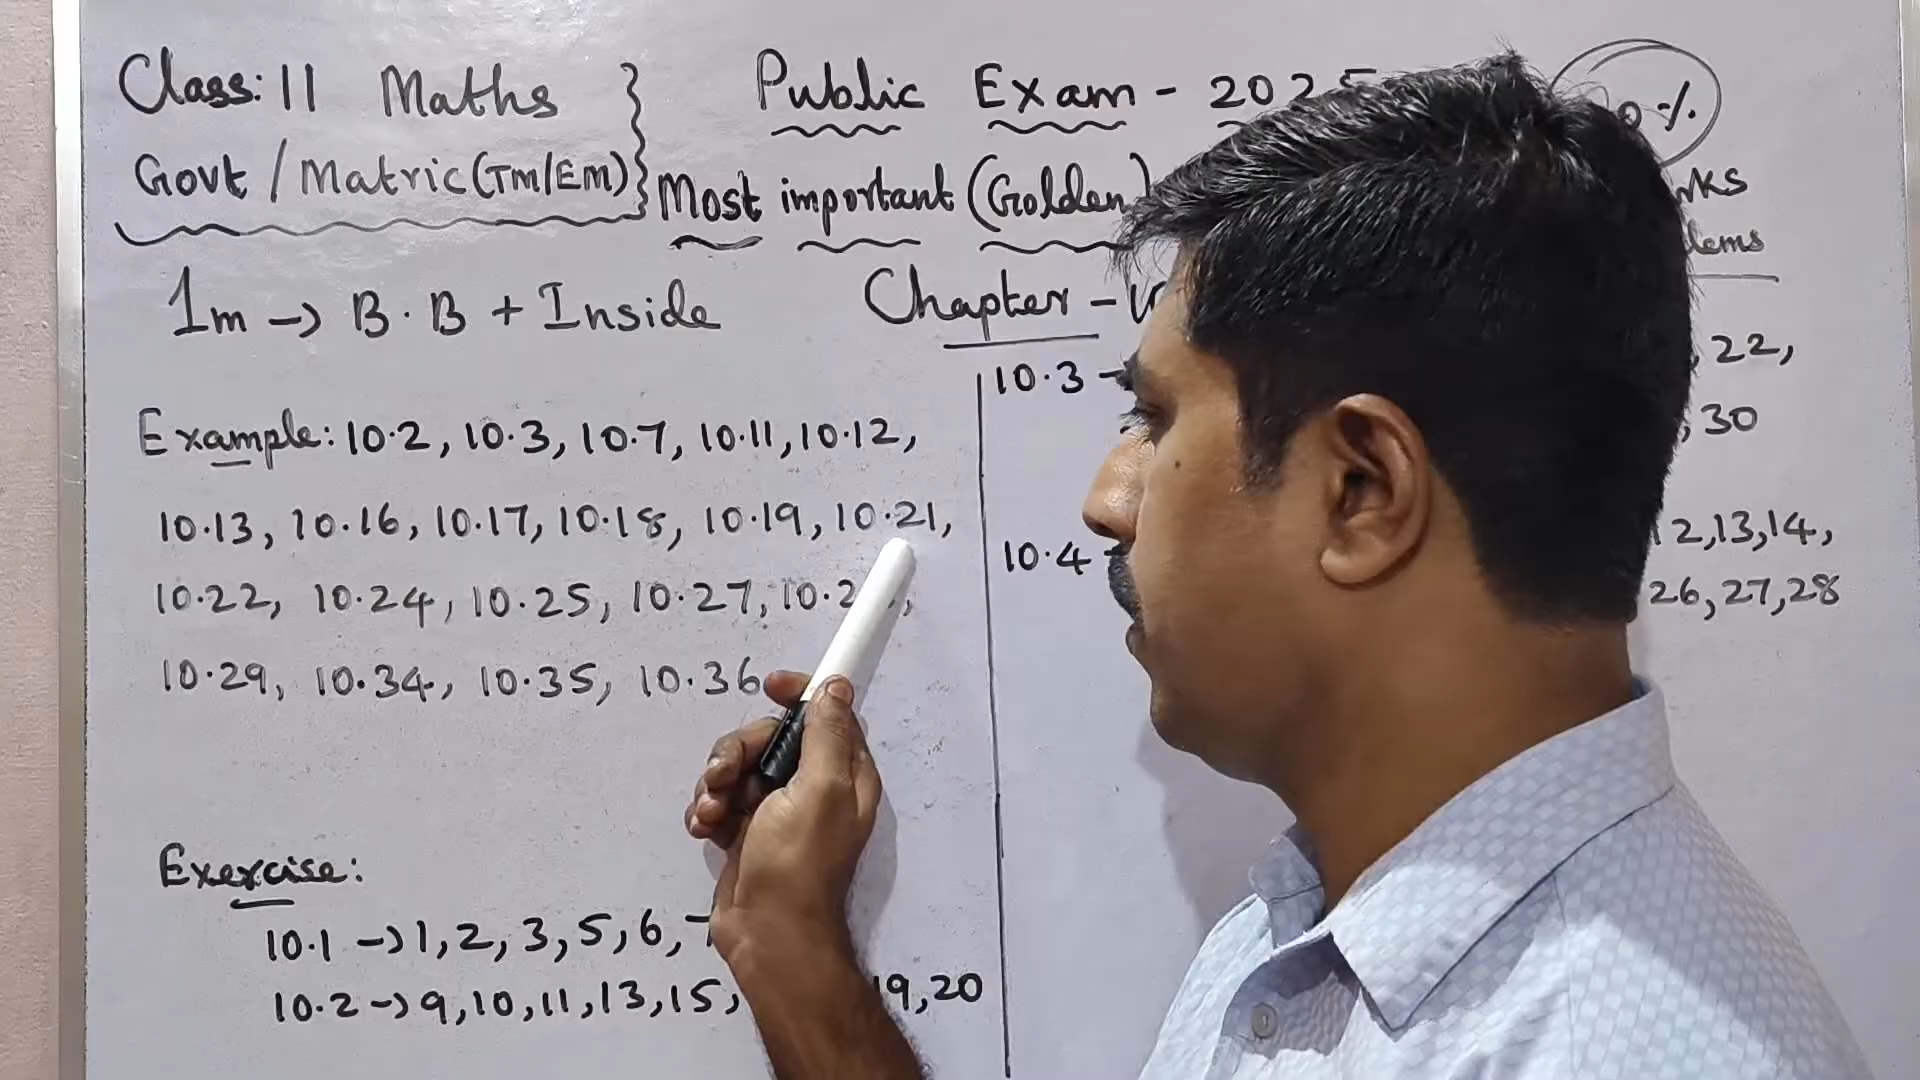 Class: 11 Maths
Govt / Matric (TM/EM)
Public Exam - 2025
Most important (Golden)
1m -> B.B + Inside
Chapter -
Example: 10.2, 10.3, 10.7, 10.11, 10.12,
10.13, 10.16, 10.17, 10.18, 10.19, 10.21,
10.22, 10.24, 10.25, 10.27,
10.29, 10.34, 10.35, 10.36
Exercise:
10.1 -> 1, 2, 3, 5, 6,
10.2 -> 9, 10, 11, 13, 15, 19, 20
10.3
22,
, 30
10.4
12, 13, 14,
26, 27, 28